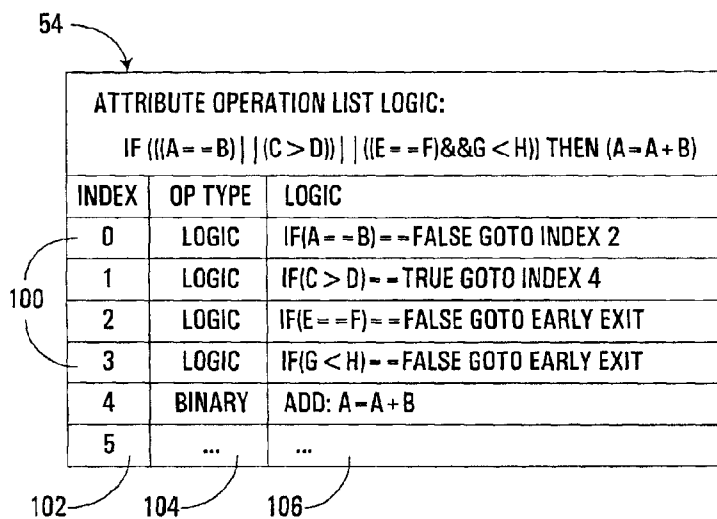 54
ATTRIBUTE OPERATION LIST LOGIC:
IF (((A==B)||(C>D))||((E==F)&&G<H)) THEN (A=A+B)
INDEX OP TYPE LOGIC
0 LOGIC IF(A==B)==FALSE GOTO INDEX 2
1 LOGIC IF(C>D)==TRUE GOTO INDEX 4
2 LOGIC IF(E==F)==FALSE GOTO EARLY EXIT
3 LOGIC IF(G<H)==FALSE GOTO EARLY EXIT
4 BINARY ADD: A=A+B
5 ... ...
100
102 104 106